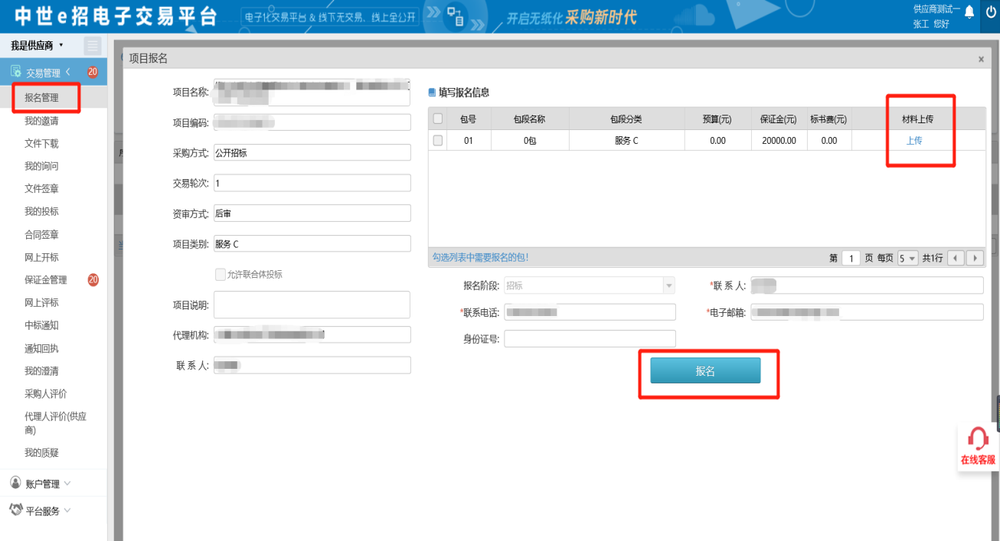 中世e招电子交易平台
电子化交易平台 & 线下无交易，线上全公开
开启无纸化 采购新时代
供应商测试一
张工 您好
我是供应商
交易管理 20
报名管理
我的邀请
文件下载
我的询问
文件签章
我的投标
合同签章
网上开标
保证金管理 20
网上评标
中标通知
通知回执
我的澄清
采购人评价
代理人评价(供应
商)
我的质疑
账户管理
平台服务
项目报名 x
项目名称:
项目编码:
采购方式: 公开招标
交易轮次: 1
资审方式: 后审
项目类别: 服务 C
允许联合体投标
项目说明:
代理机构:
联 系 人:
填写报名信息
包号 包段名称 包段分类 预算(元) 保证金(元) 标书费(元) 材料上传
01 0包 服务 C 0.00 20000.00 0.00 上传
勾选列表中需要报名的包!
第 1 页 每页 5 共1行
报名阶段: 招标 *联 系 人:
*联系电话: *电子邮箱:
身份证号:
报名
在线客服